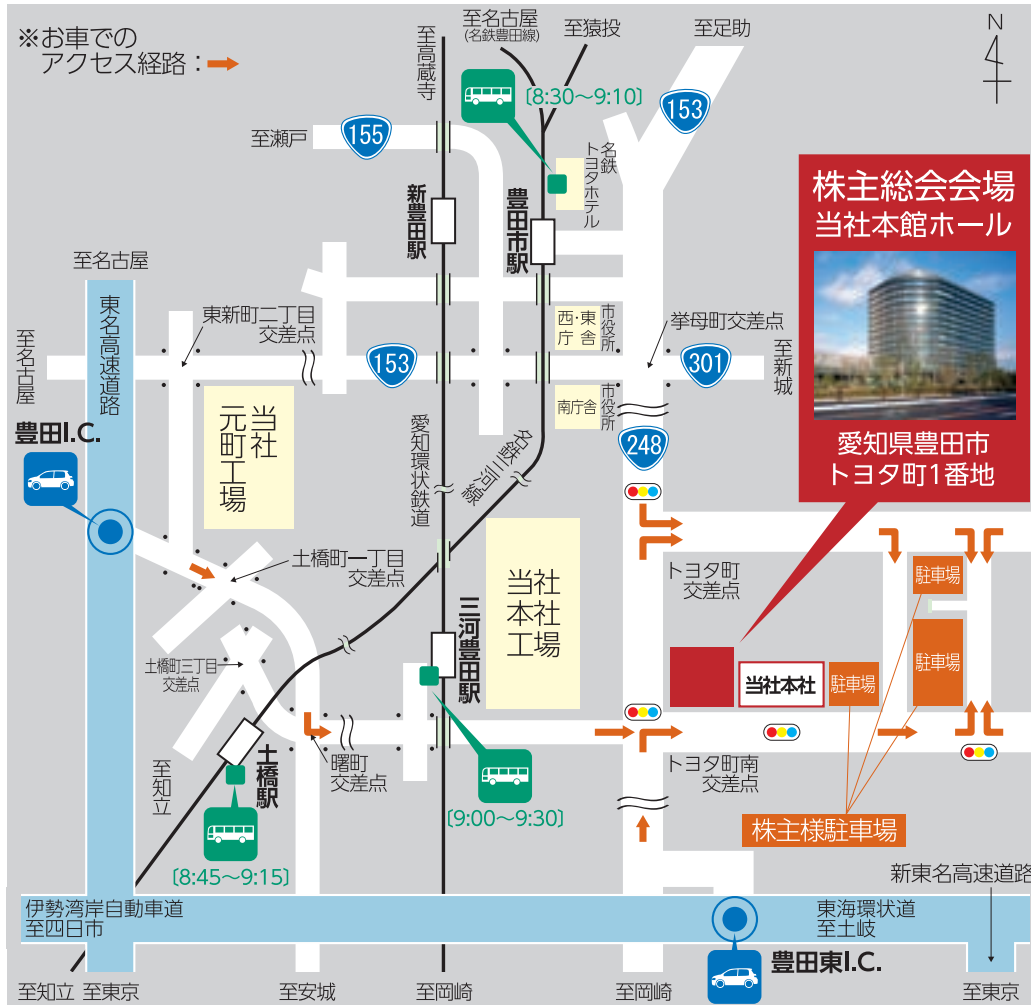 ※お車での
アクセス経路：
至高蔵寺
至名古屋
(名鉄豊田線)
至猿投
至足助
N
[8:30～9:10]
153
至瀬戸
155
名鉄
トヨタホテル
新豊田駅
豊田市駅
株主総会会場
当社本館ホール
愛知県豊田市
トヨタ町1番地
至名古屋
東名高速道路
至名古屋
東新町二丁目
交差点
西・東
庁舎
市役所
挙母町交差点
153
301
至新城
南庁舎
市役所
248
当社
元町工場
愛知環状鉄道
名鉄三河線
豊田I.C.
土橋町一丁目
交差点
当社
本社
工場
トヨタ町
交差点
駐車場
土橋町三丁目
交差点
三河豊田駅
当社本社
駐車場
駐車場
至知立
土橋駅
曙町
交差点
トヨタ町南
交差点
[9:00～9:30]
株主様駐車場
[8:45～9:15]
新東名高速道路
伊勢湾岸自動車道
至四日市
東海環状道
至土岐
豊田東I.C.
至知立
至東京
至安城
至岡崎
至岡崎
至東京